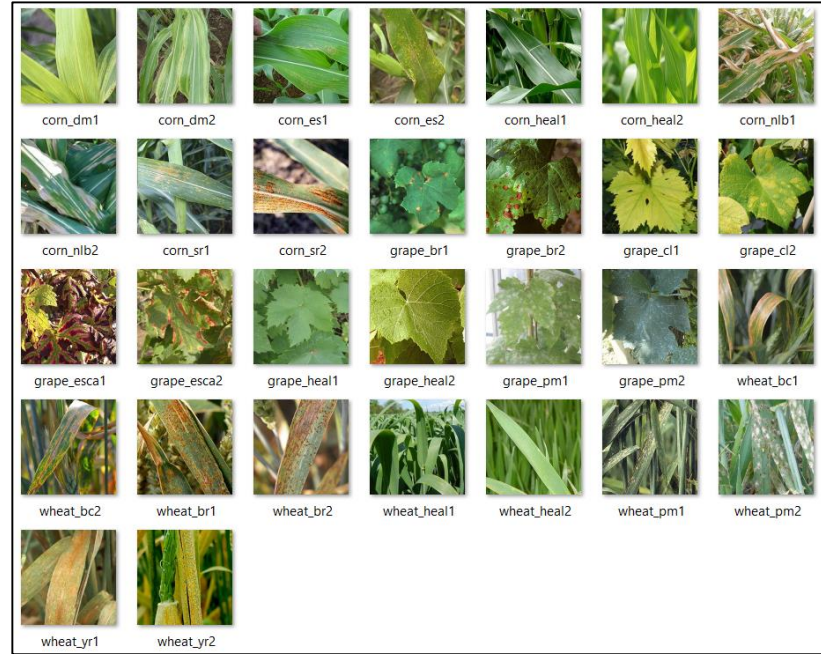 corn_dm1 corn_dm2 corn_es1 corn_es2 corn_heal1 corn_heal2 corn_nlb1
corn_nlb2 corn_sr1 corn_sr2 grape_br1 grape_br2 grape_cl1 grape_cl2
grape_esca1 grape_esca2 grape_heal1 grape_heal2 grape_pm1 grape_pm2 wheat_bc1
wheat_bc2 wheat_br1 wheat_br2 wheat_heal1 wheat_heal2 wheat_pm1 wheat_pm2
wheat_yr1 wheat_yr2